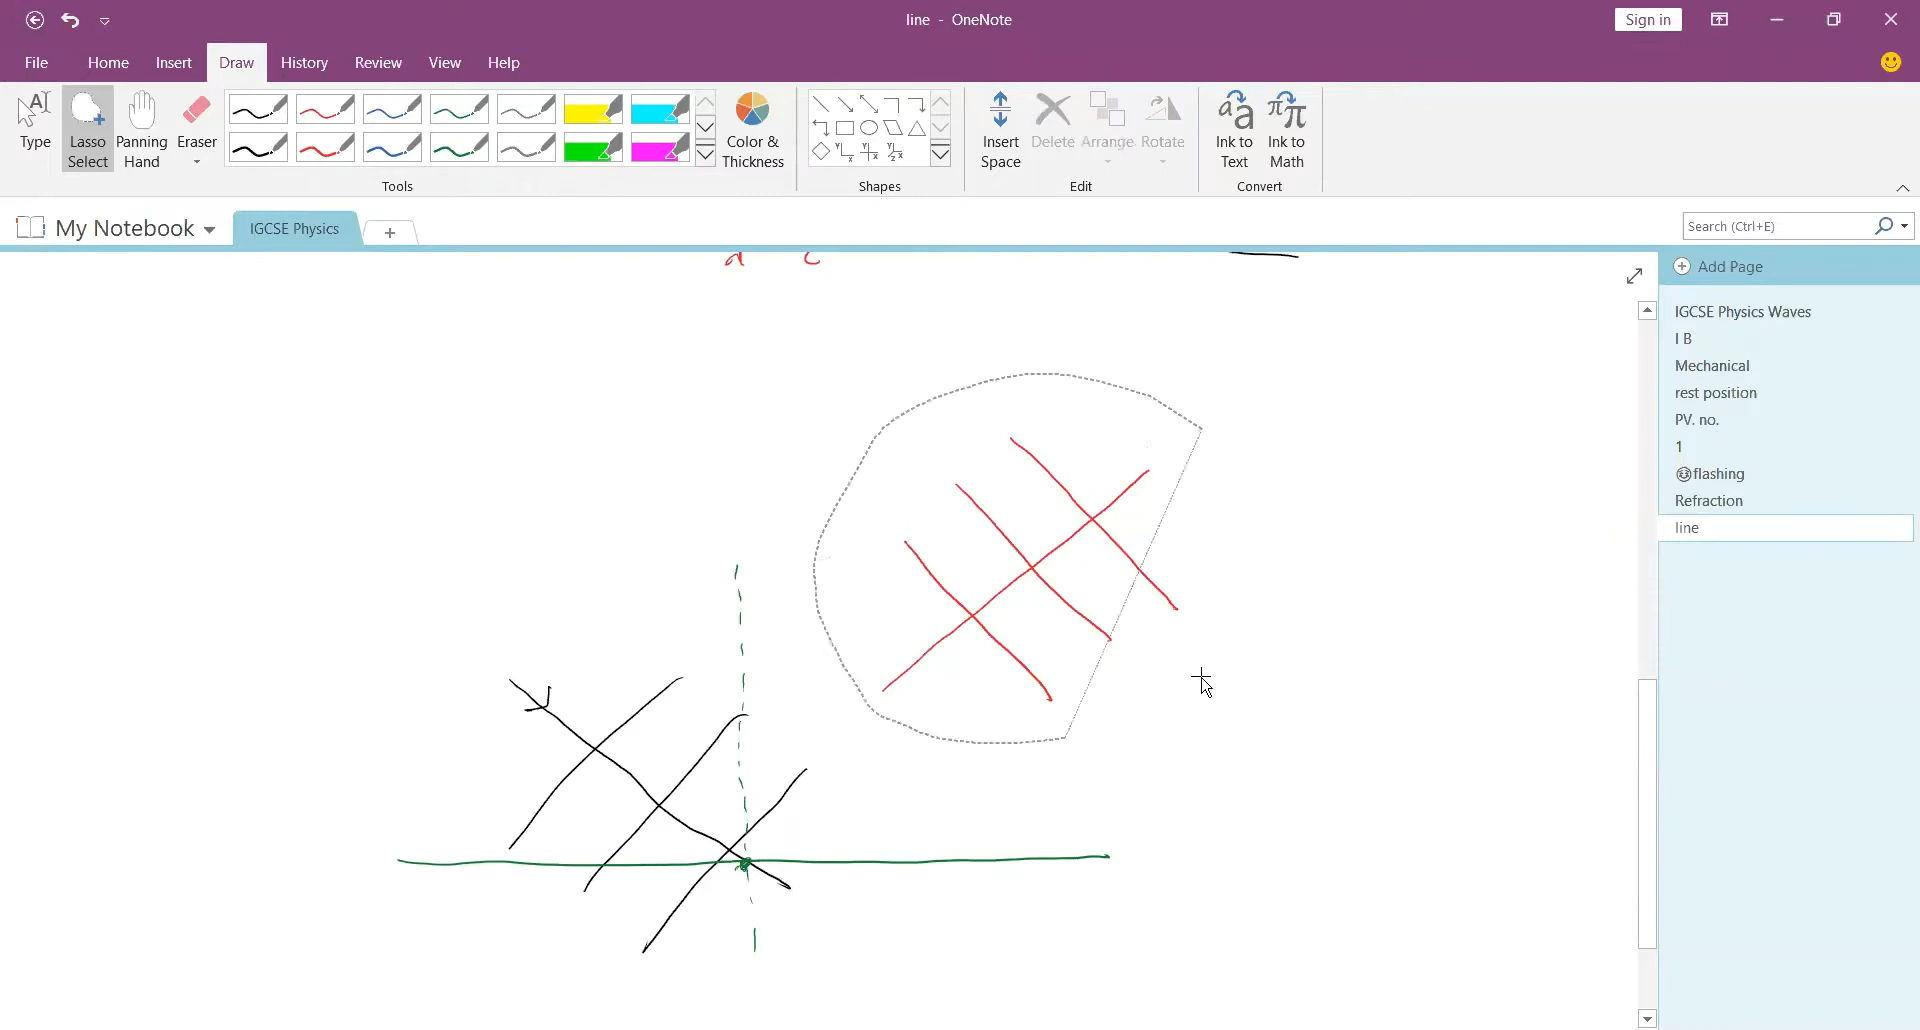 line - OneNote
Sign in
File Home Insert Draw History Review View Help
Type
Lasso Select
Panning Hand
Eraser
Color & Thickness
Insert Space
Delete
Arrange
Rotate
Ink to Text
Ink to Math
Tools
Shapes
Edit
Convert
My Notebook
IGCSE Physics
Search (Ctrl+E)
Add Page
IGCSE Physics Waves
I B
Mechanical
rest position
PV. no.
1
flashing
Refraction
line